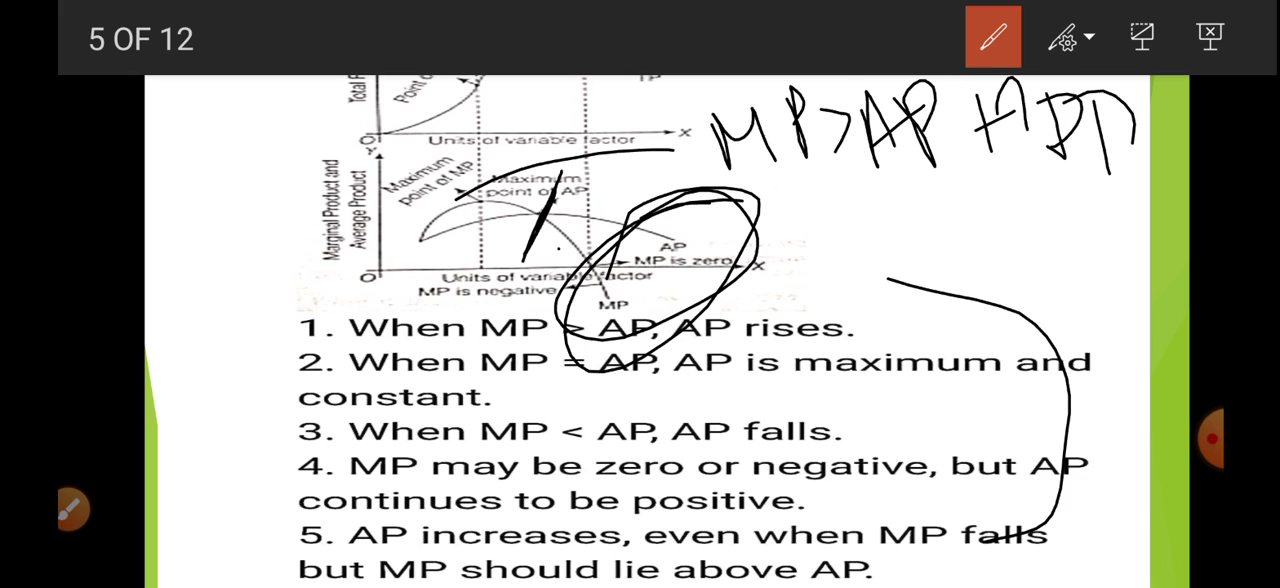 5 OF 12
Total P
Point o
TP
O
Units of variable factor
X
MP>AP
Y
Marginal Product and
Average Product
Maximum
point of MP
Maximum
point of AP
AP
MP is zero
X
O
Units of variable factor
MP is negative
MP
1. When MP > AP, AP rises.
2. When MP = AP, AP is maximum and
constant.
3. When MP < AP, AP falls.
4. MP may be zero or negative, but AP
continues to be positive.
5. AP increases, even when MP falls
but MP should lie above AP.